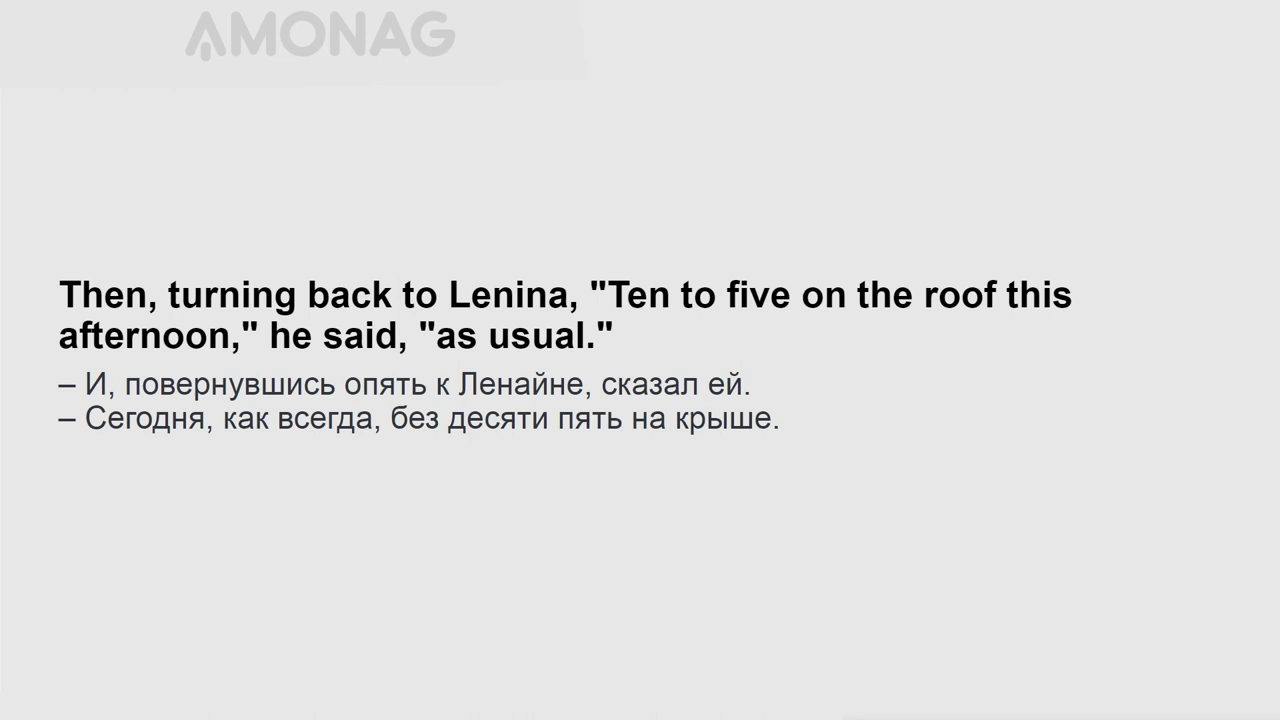 AMONAG
Then, turning back to Lenina, "Ten to five on the roof this
afternoon," he said, "as usual."
– И, повернувшись опять к Ленайне, сказал ей.
– Сегодня, как всегда, без десяти пять на крыше.